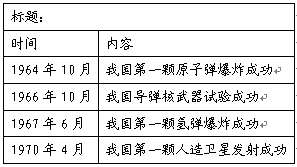 标题:
时间 内容
1964 年 10 月 我国第一颗原子弹爆炸成功
1966 年 10 月 我国导弹核武器试验成功
1967 年 6 月 我国第一颗氢弹爆炸成功
1970 年 4 月 我国第一颗人造卫星发射成功